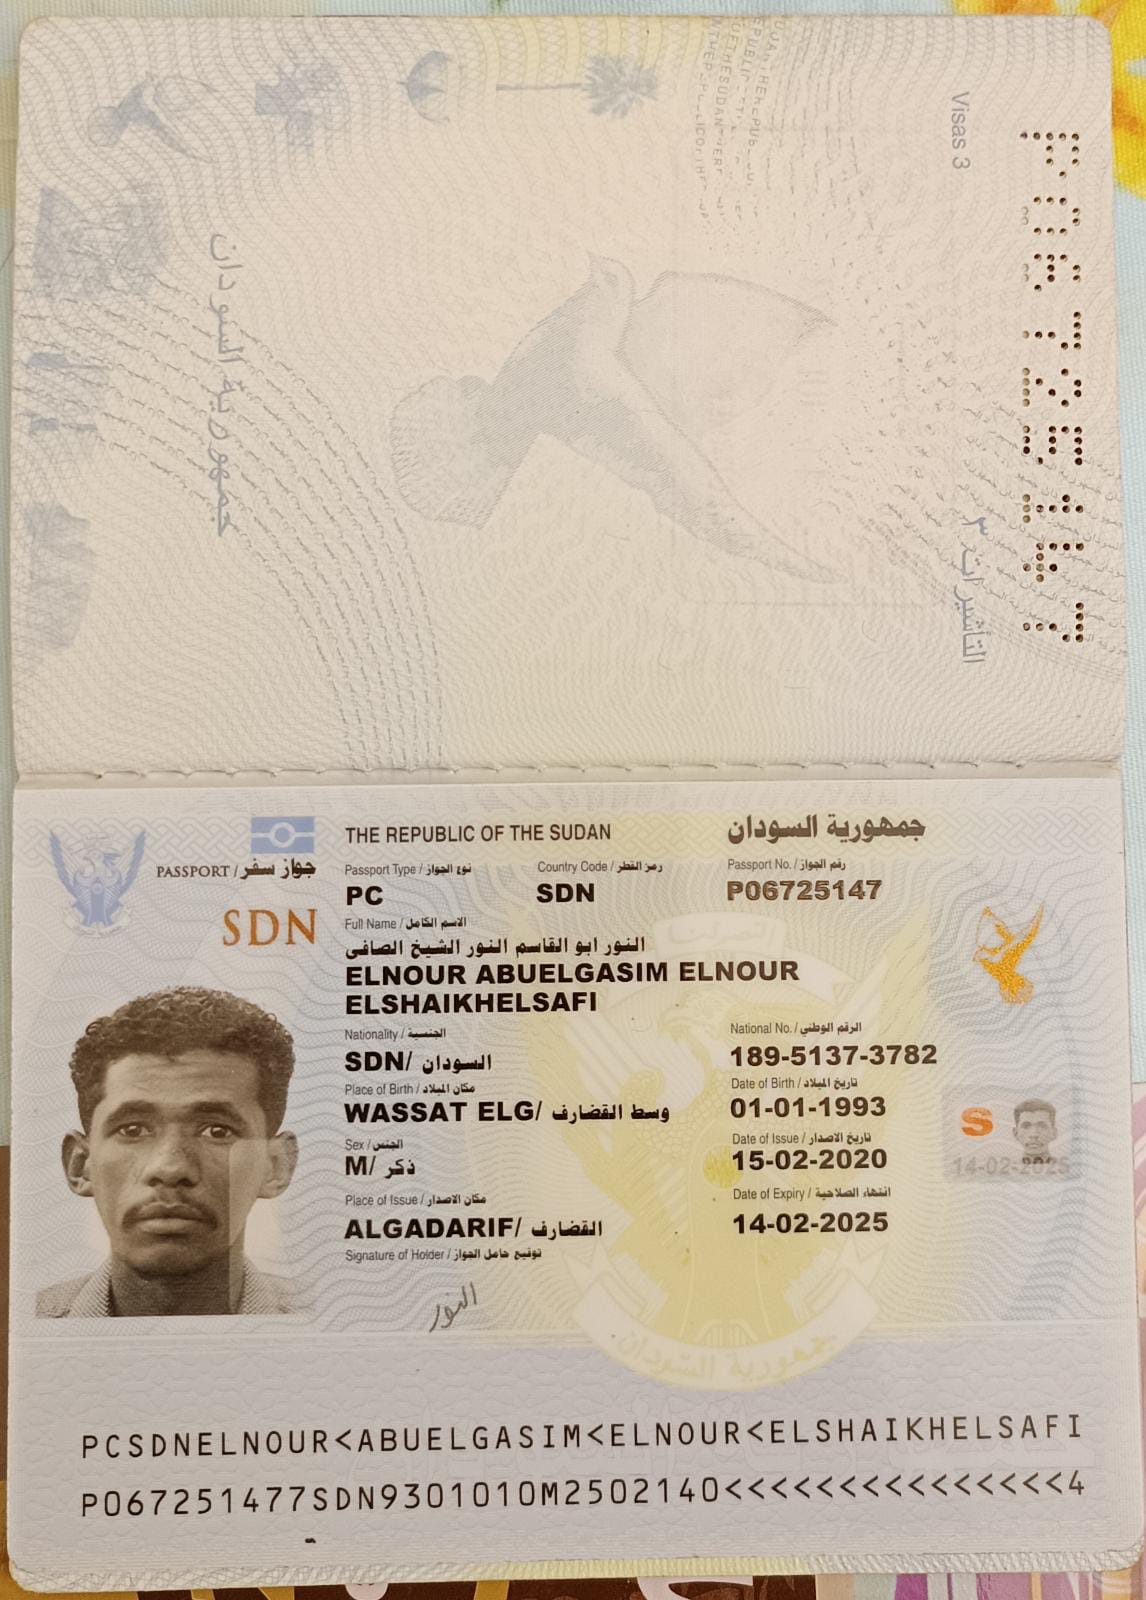 Visas 3
التأشيرات ٣
P06725147
جمهورية السودان
THE REPUBLIC OF THE SUDAN
جمهورية السودان
PASSPORT / جواز سفر
SDN
Passport Type / نوع الجواز
Country Code / رمز القطر
Passport No. / رقم الجواز
PC
SDN
P06725147
Full Name / الاسم الكامل
النور ابو القاسم النور الشيخ الصافى
ELNOUR ABUELGASIM ELNOUR
ELSHAIKHELSAFI
Nationality / الجنسية
National No. / الرقم الوطني
SDN/ السودان
189-5137-3782
Place of Birth / مكان الميلاد
Date of Birth / تاريخ الميلاد
WASSAT ELG/ وسط القضارف
01-01-1993
Sex / الجنس
Date of Issue / تاريخ الاصدار
M/ ذكر
15-02-2020
S
14-02-2025
Place of Issue / مكان الاصدار
Date of Expiry / انتهاء الصلاحية
ALGADARIF/ القضارف
14-02-2025
Signature of Holder / توقيع حامل الجواز
النور
جمهورية السودان
PCSDNELNOUR<ABUELGASIM<ELNOUR<ELSHAIKHELSAFI
P067251477SDN9301010M2502140<<<<<<<<<<<<<<<4